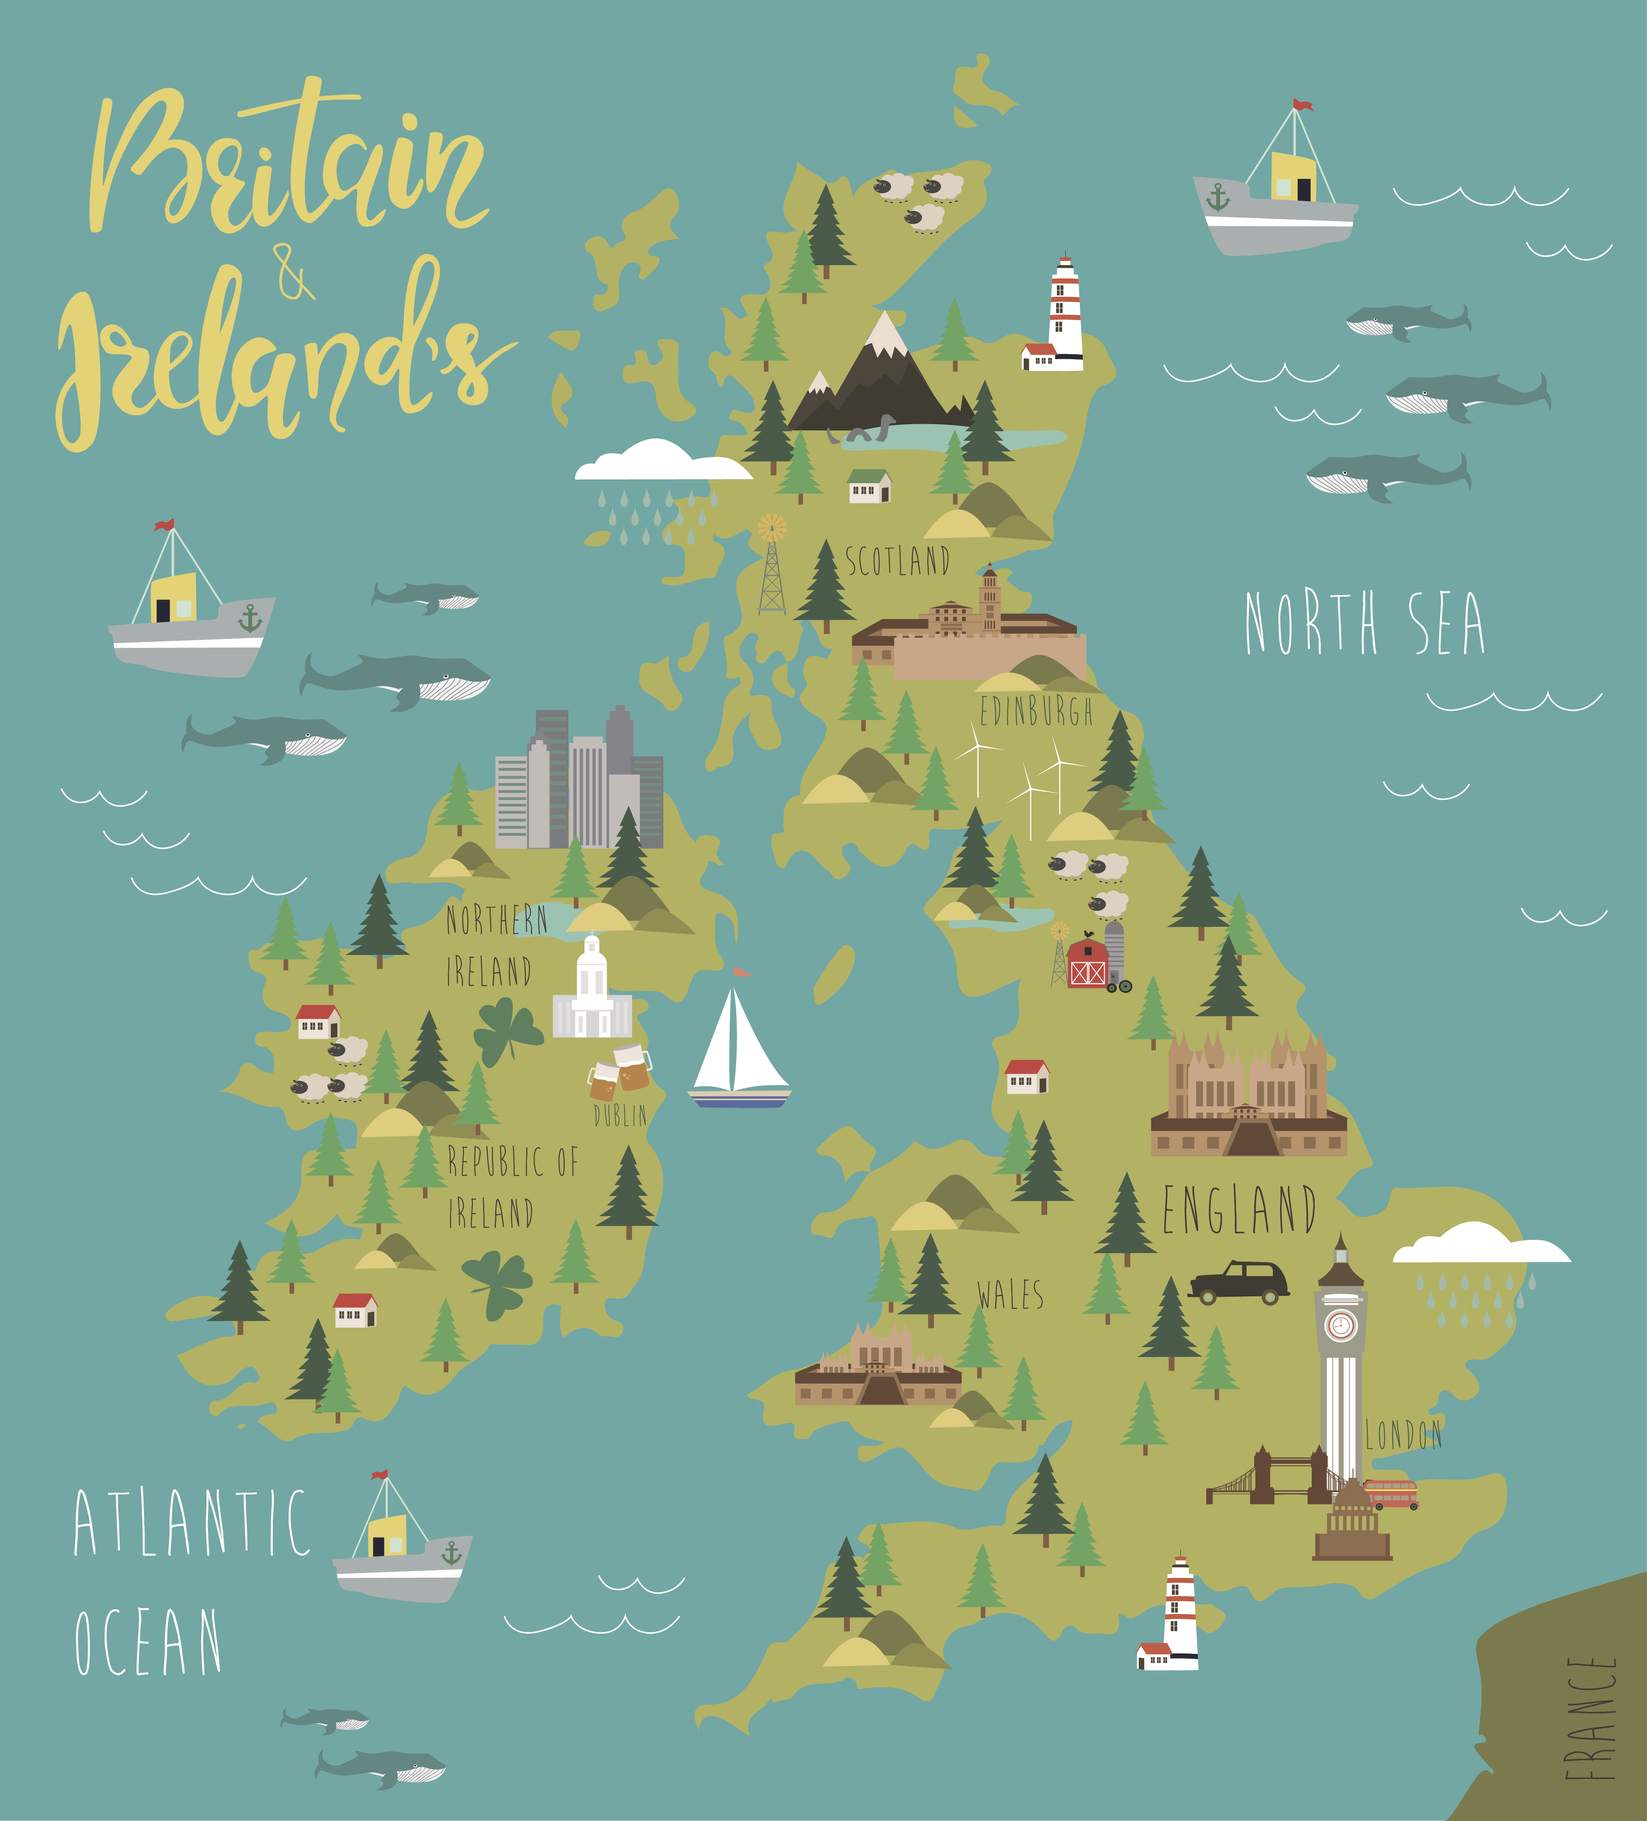 Britain
&
Ireland's
SCOTLAND
NORTH SEA
EDINBURGH
NORTHERN
IRELAND
DUBLIN
REPUBLIC OF
IRELAND
ENGLAND
WALES
LONDON
ATLANTIC
OCEAN
FRANCE